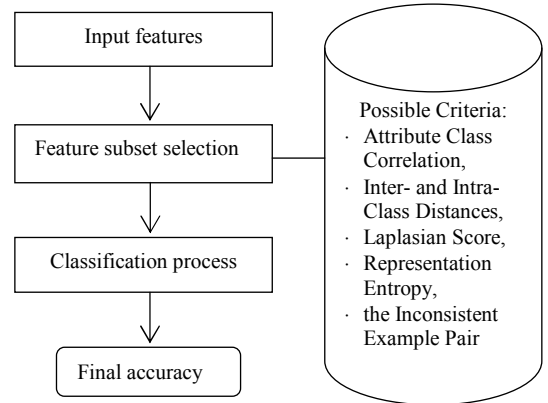 Input features
Feature subset selection
Classification process
Final accuracy
Possible Criteria:
· Attribute Class
Correlation,
· Inter- and Intra-
Class Distances,
· Laplasian Score,
· Representation
Entropy,
· the Inconsistent
Example Pair